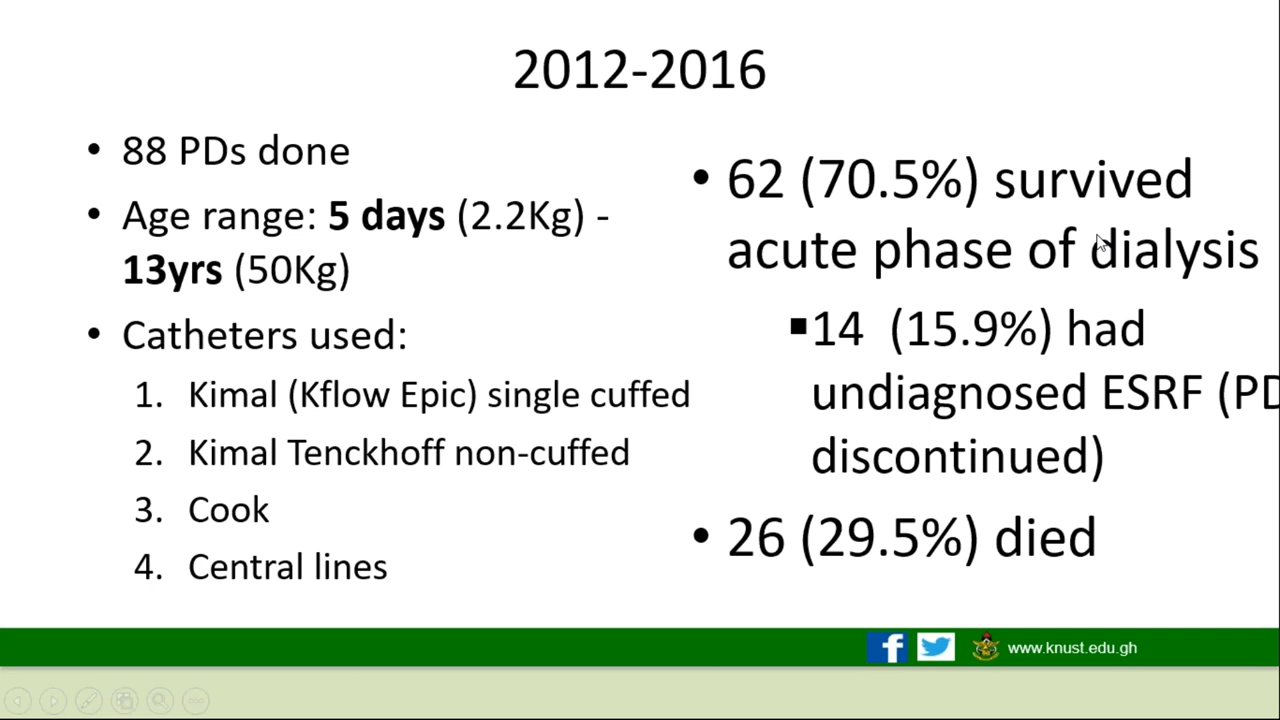 2012-2016
• 88 PDs done
• Age range: 5 days (2.2Kg) -
13yrs (50Kg)
• Catheters used:
1. Kimal (Kflow Epic) single cuffed
2. Kimal Tenckhoff non-cuffed
3. Cook
4. Central lines
• 62 (70.5%) survived
acute phase of dialysis
▪14 (15.9%) had
undiagnosed ESRF (PD
discontinued)
• 26 (29.5%) died
www.knust.edu.gh